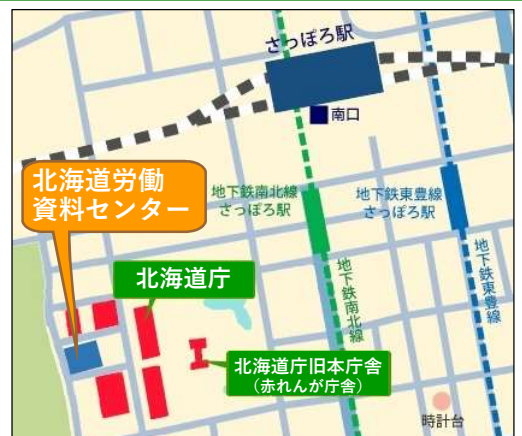 さっぽろ駅
南口
北海道労働
資料センター
地下鉄南北線
さっぽろ駅
地下鉄東豊線
さっぽろ駅
地下鉄南北線
地下鉄東豊線
北海道庁
北海道庁旧本庁舎
(赤れんが庁舎)
時計台